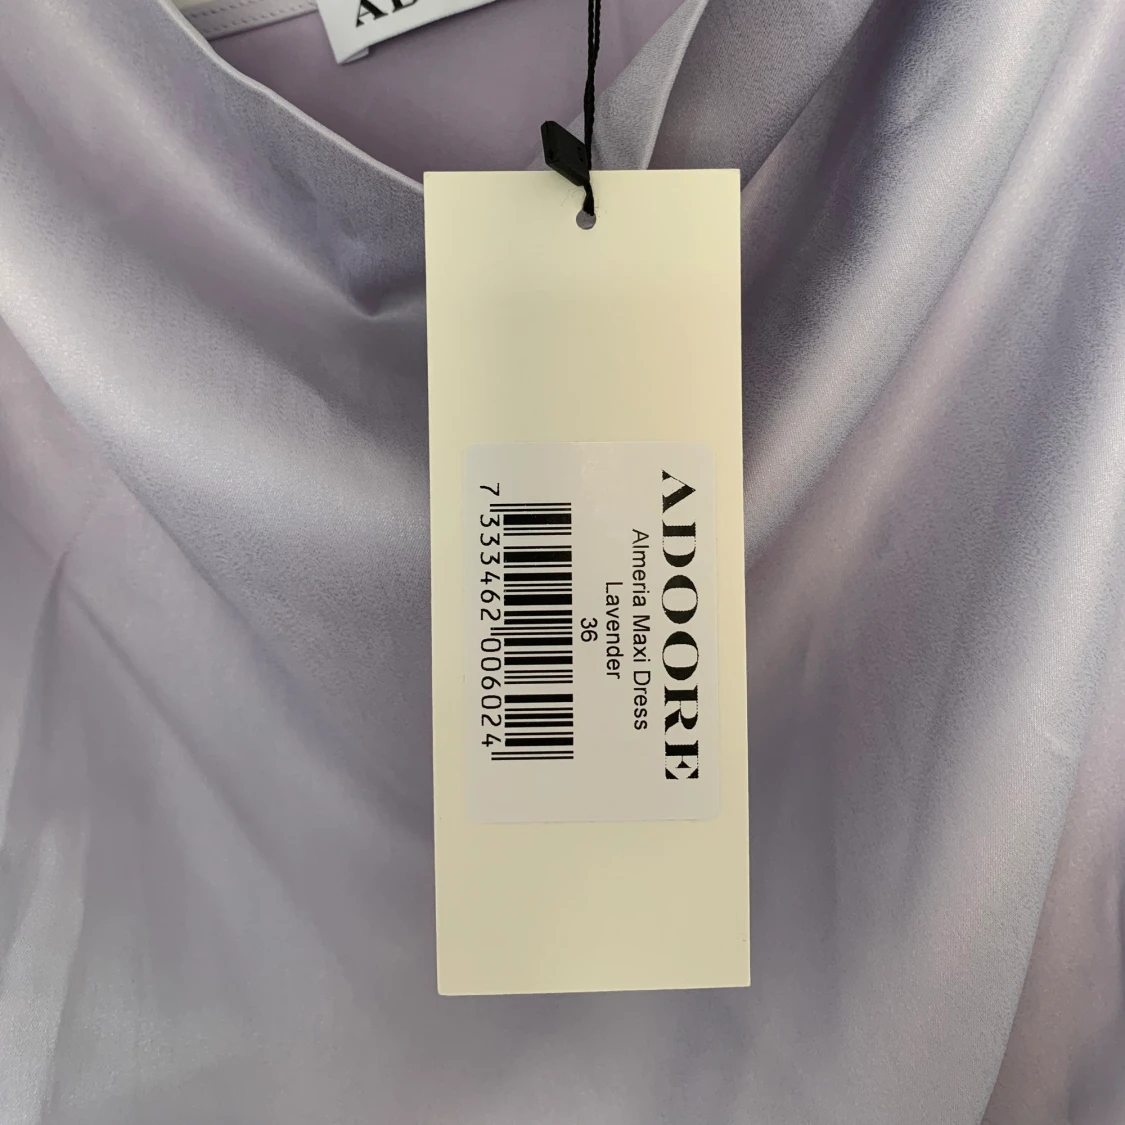 ADOORE
Almeria Maxi Dress
Lavender
36
7 333462 006024